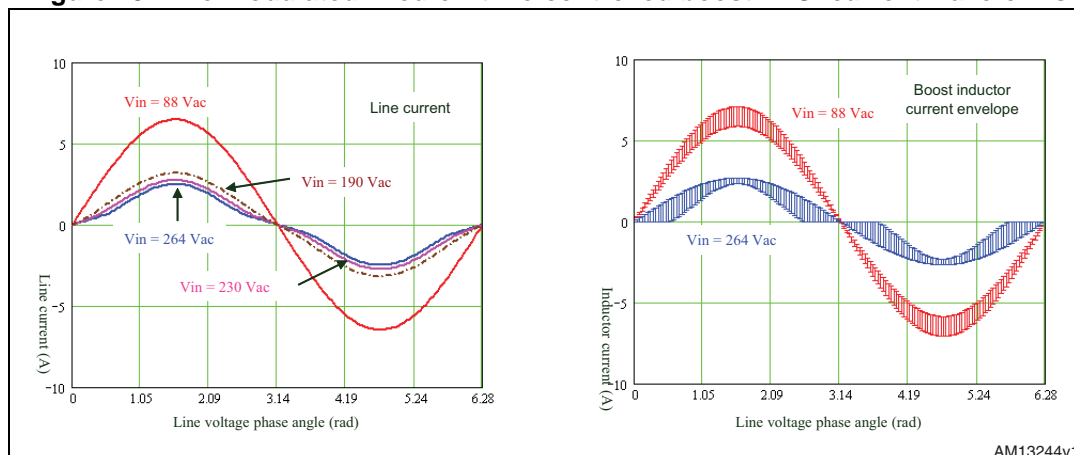 10
5
0
−5
−10
0
1.05
2.09
3.14
4.19
5.24
6.28
Line current (A)
Line voltage phase angle (rad)
Vin = 88 Vac
Line current
Vin = 190 Vac
Vin = 264 Vac
Vin = 230 Vac
10
5
0
−5
−10
0
1.05
2.09
3.14
4.19
5.24
6.28
Inductor current (A)
Line voltage phase angle (rad)
Boost inductor
current envelope
Vin = 88 Vac
Vin = 264 Vac
AM13244v1